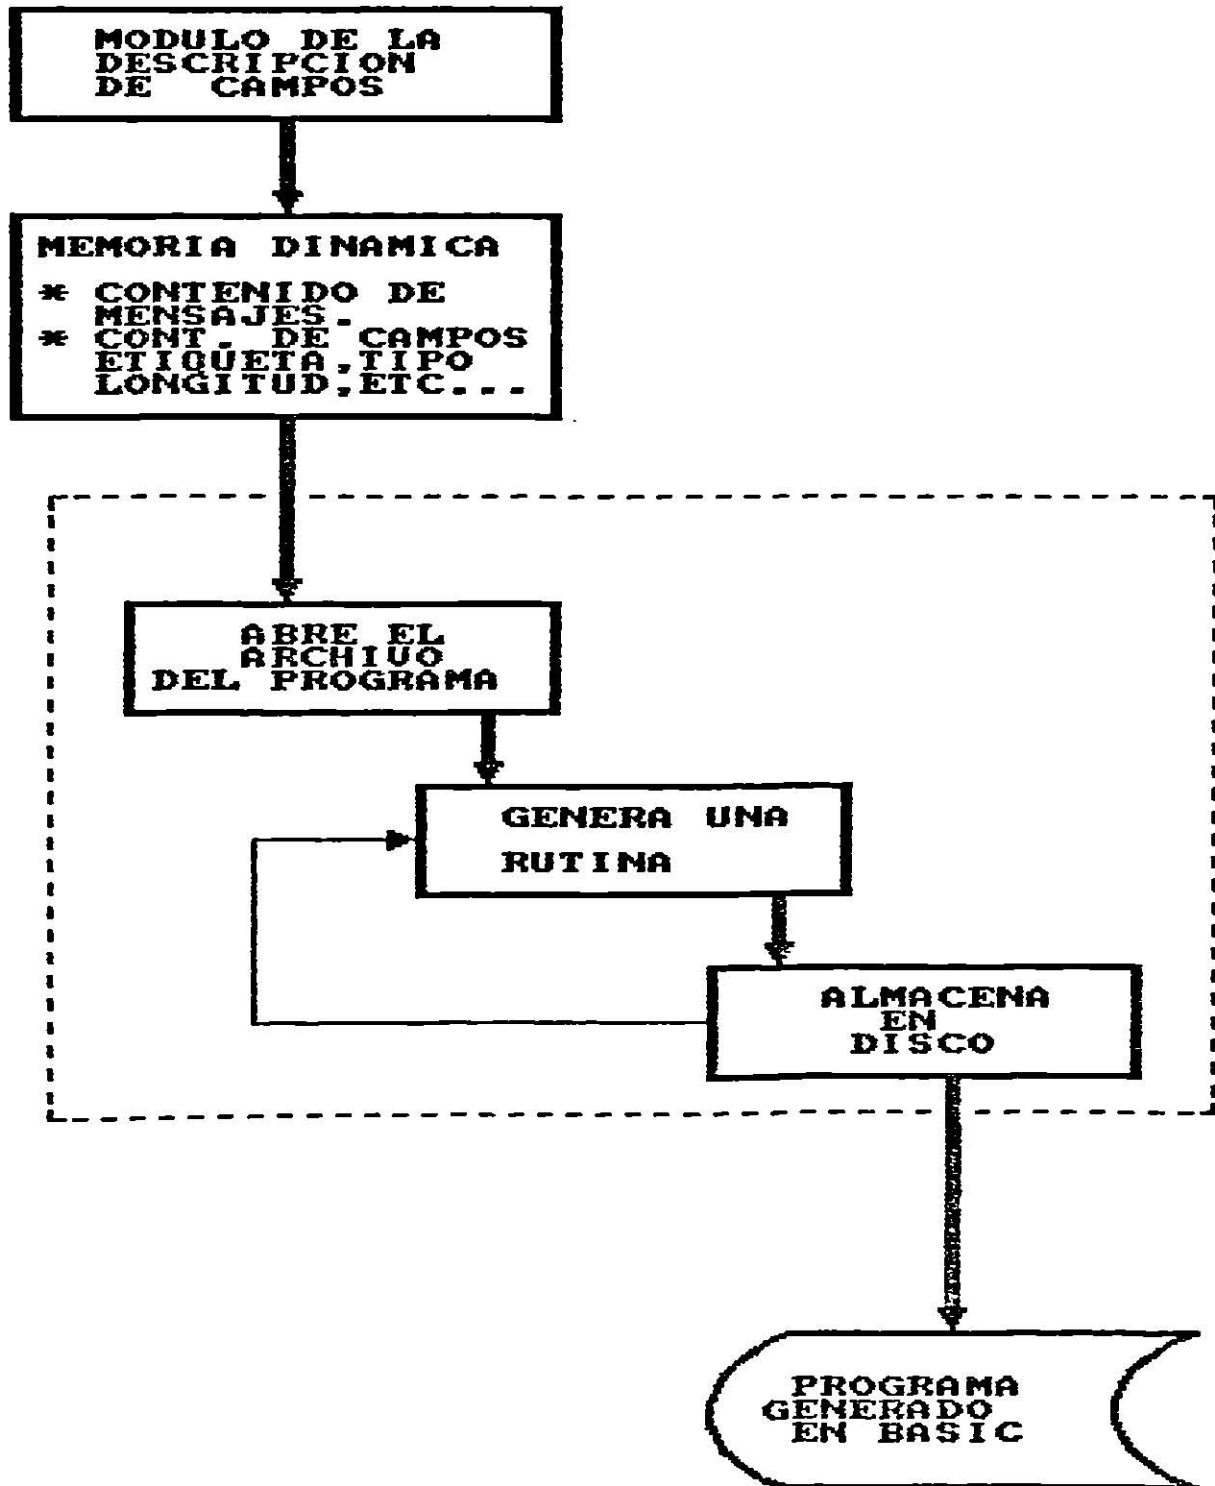 MODULO DE LA
DESCRIPCION
DE CAMPOS
MEMORIA DINAMICA
* CONTENIDO DE
MENSAJES.
* CONT. DE CAMPOS
ETIQUETA,TIPO
LONGITUD,ETC...
ABRE EL
ARCHIVO
DEL PROGRAMA
GENERA UNA
RUTINA
ALMACENA
EN
DISCO
PROGRAMA
GENERADO
EN BASIC